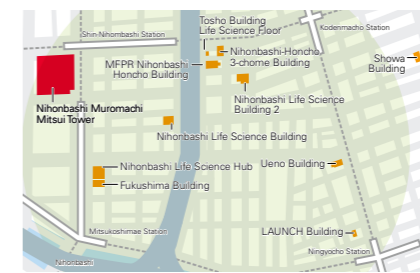 Tosho Building
Life Science Floor
Kodenmacho Station
Shin-Nihombashi Station
Nihonbashi-Honcho
3-chome Building
MFPR Nihonbashi
Honcho Building
Showa
Building
Nihonbashi Muromachi
Mitsui Tower
Nihonbashi Life Science
Building 2
Nihonbashi Life Science Building
Nihonbashi Life Science Hub
Ueno Building
Fukushima Building
Mitsukoshimae Station
LAUNCH Building
Nihonbashi
Ningyocho Station